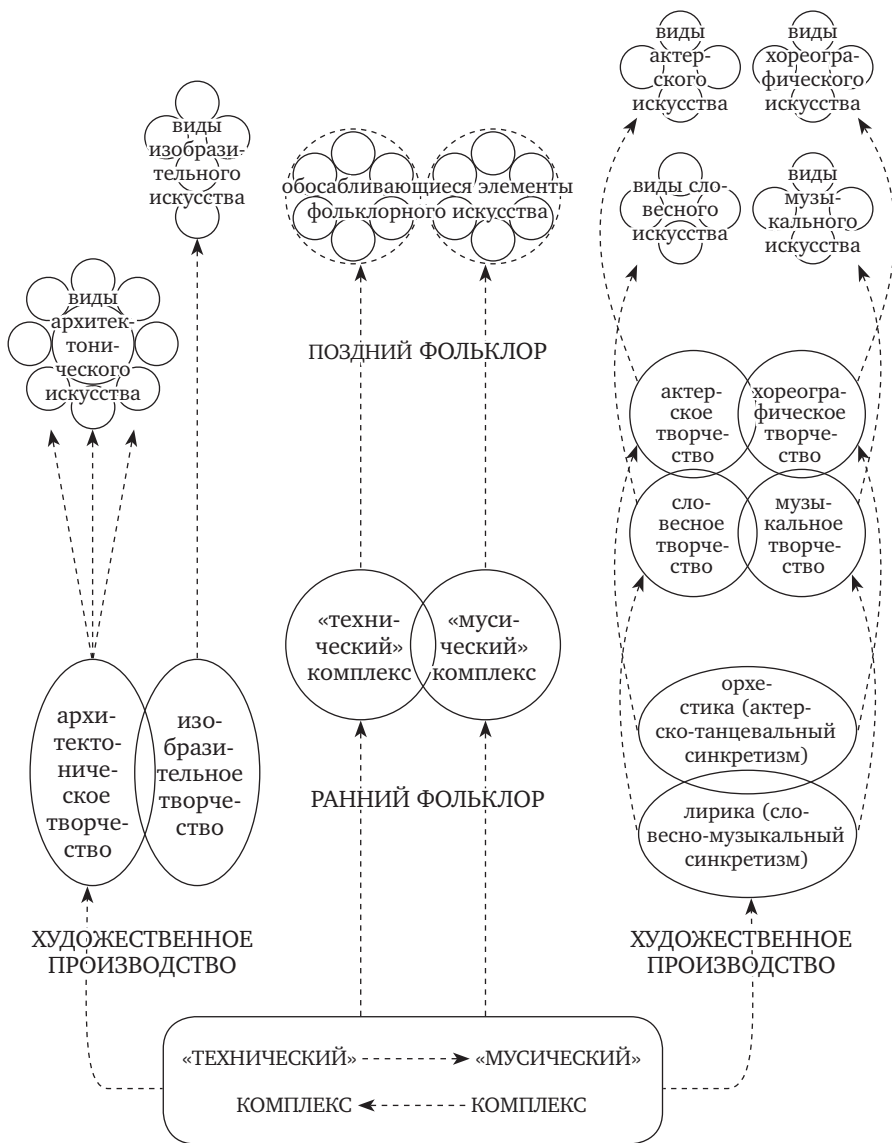 виды
актер-
ского
искусства
виды
хореогра-
фического
искусства
виды
изобрази-
тельного
искусства
обосабливающиеся элементы
фольклорного искусства
виды сло-
весного
искусства
виды
музы-
кального
искусства
виды
архитек-
тони-
ческого
искусства
ПОЗДНИЙ ФОЛЬКЛОР
актер-
ское
творче-
ство
хореогра-
фическое
творче-
ство
сло-
весное
творче-
ство
музы-
кальное
творче-
ство
«техни-
ческий»
комплекс
«муси-
ческий»
комплекс
архи-
текто-
ниче-
ское
творче-
ство
изо-
брази-
тельное
творче-
ство
РАННИЙ ФОЛЬКЛОР
орхе-
стика (актер-
ско-танцевальный
синкретизм)
лирика (сло-
весно-музыкальный
синкретизм)
ХУДОЖЕСТВЕННОЕ
ПРОИЗВОДСТВО
ХУДОЖЕСТВЕННОЕ
ПРОИЗВОДСТВО
«ТЕХНИЧЕСКИЙ» «МУСИЧЕСКИЙ»
КОМПЛЕКС КОМПЛЕКС